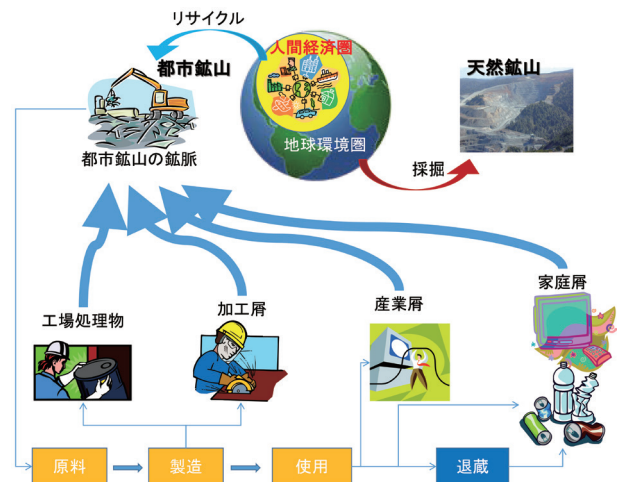 リサイクル
人間経済圏
都市鉱山
天然鉱山
地球環境圏
都市鉱山の鉱脈
採掘
家庭屑
工場処理物
加工屑
産業屑
原料
製造
使用
退蔵